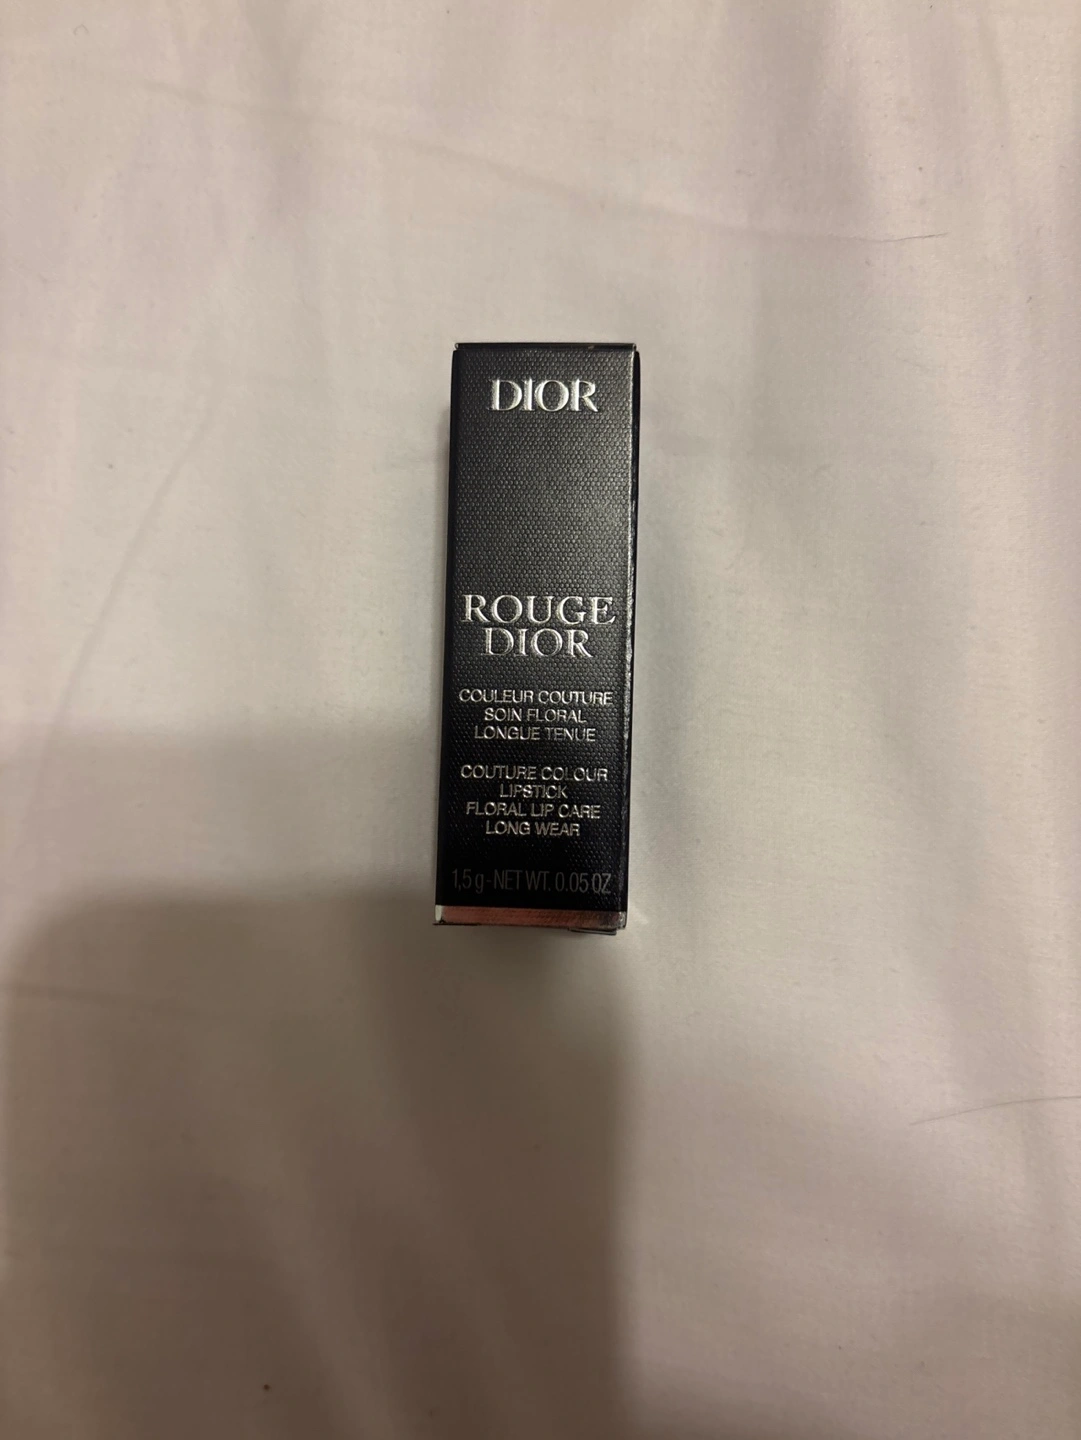 DIOR
ROUGE
DIOR
COULEUR COUTURE
SOIN FLORAL
LONGUE TENUE
COUTURE COLOUR
LIPSTICK
FLORAL LIP CARE
LONG WEAR
1,5 g - NET WT. 0.05 OZ